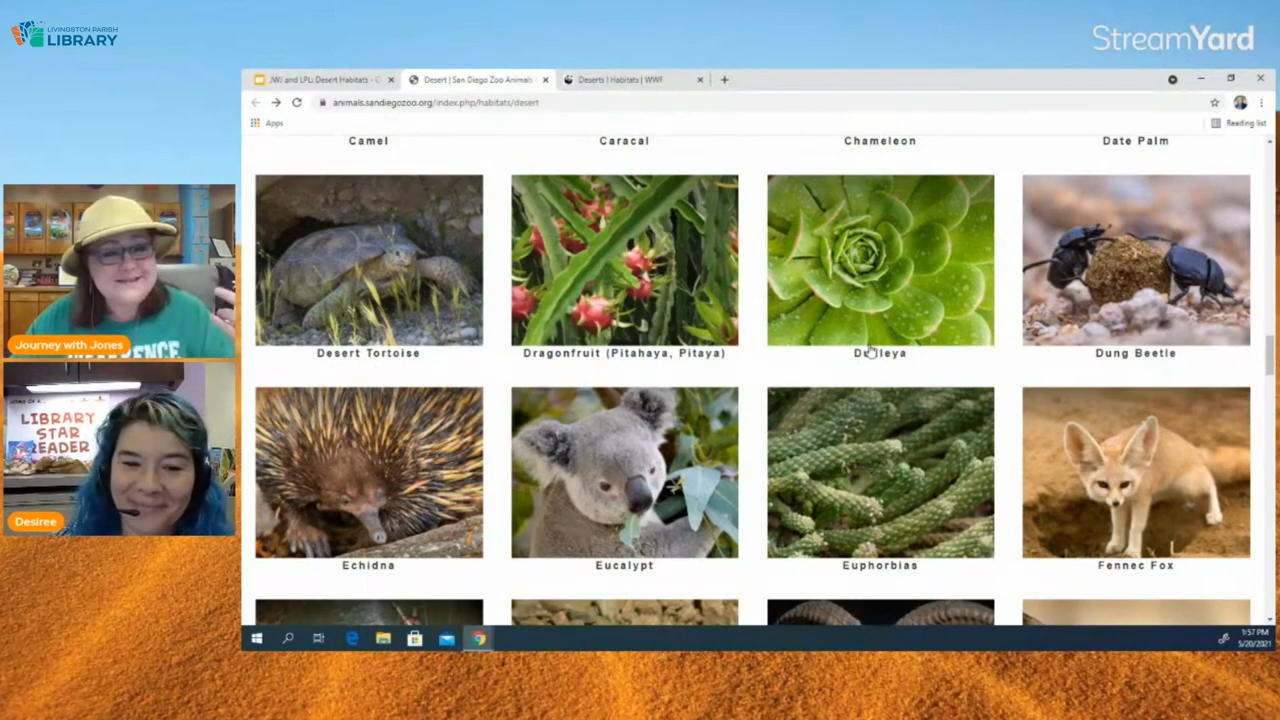 LIVINGSTON PARISH
LIBRARY
StreamYard
JWJ and LPL: Desert Habitats -
Desert | San Diego Zoo Animals
Deserts | Habitats | WWF
animals.sandiegozoo.org/index.php/habitats/desert
Apps
Reading list
Camel
Caracal
Chameleon
Date Palm
Desert Tortoise
Dragonfruit (Pitahaya, Pitaya)
Dung Beetle
Journey with Jones
LIBRARY
STAR
READER
Desiree
Echidna
Eucalypt
Euphorbias
Fennec Fox
1:57 PM
5/20/2021